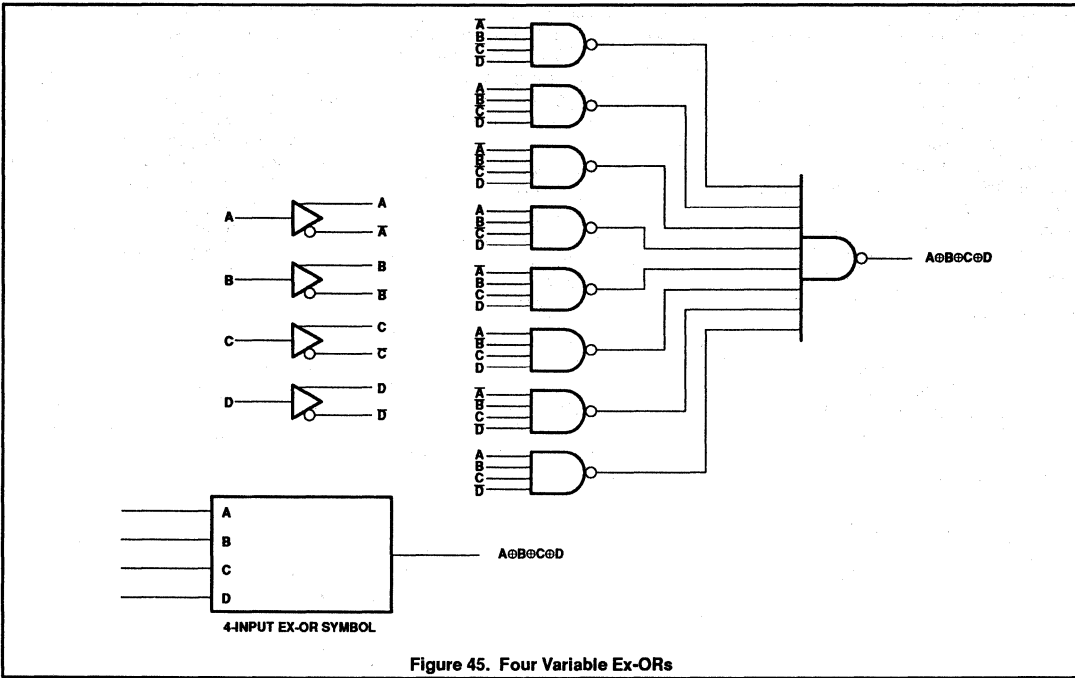 A̅
B
C̅
D̅
A
B̅
C̅
D̅
A̅
B̅
C̅
D
A
B
C̅
D
A̅
B
C
D
A
B̅
C
D
A̅
B̅
C
D̅
A
B
C
D̅
A
A
A̅
B
B
B̅
C
C
C̅
D
D
D̅
A⊕B⊕C⊕D
A
B
C
D
A⊕B⊕C⊕D
4-INPUT EX-OR SYMBOL
Figure 45. Four Variable Ex-ORs